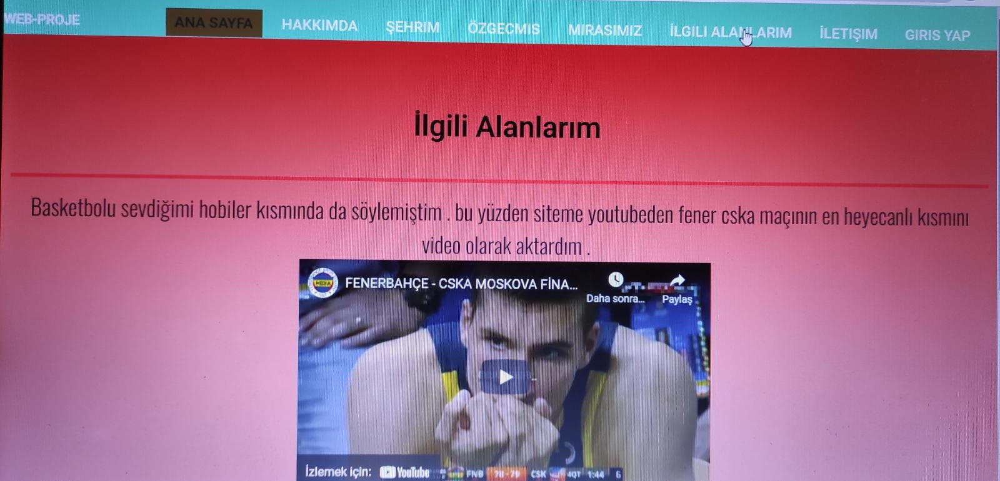 WEB-PROJE ANA SAYFA HAKKIMDA ŞEHRIM ÖZGECMIS MIRASIMIZ İLGILI ALANLARIM İLETIŞIM GIRIS YAP
İlgili Alanlarım
Basketbolu sevdiğimi hobiler kısmında da söylemiştim . bu yüzden siteme youtubeden fener cska maçının en heyecanlı kısmını
video olarak aktardım .
MEDIA FENERBAHÇE - CSKA MOSKOVA FİNA...
Daha sonra... Paylaş
İzlemek için: YouTube FNB 78-79 CSK 4QT 1:44 6